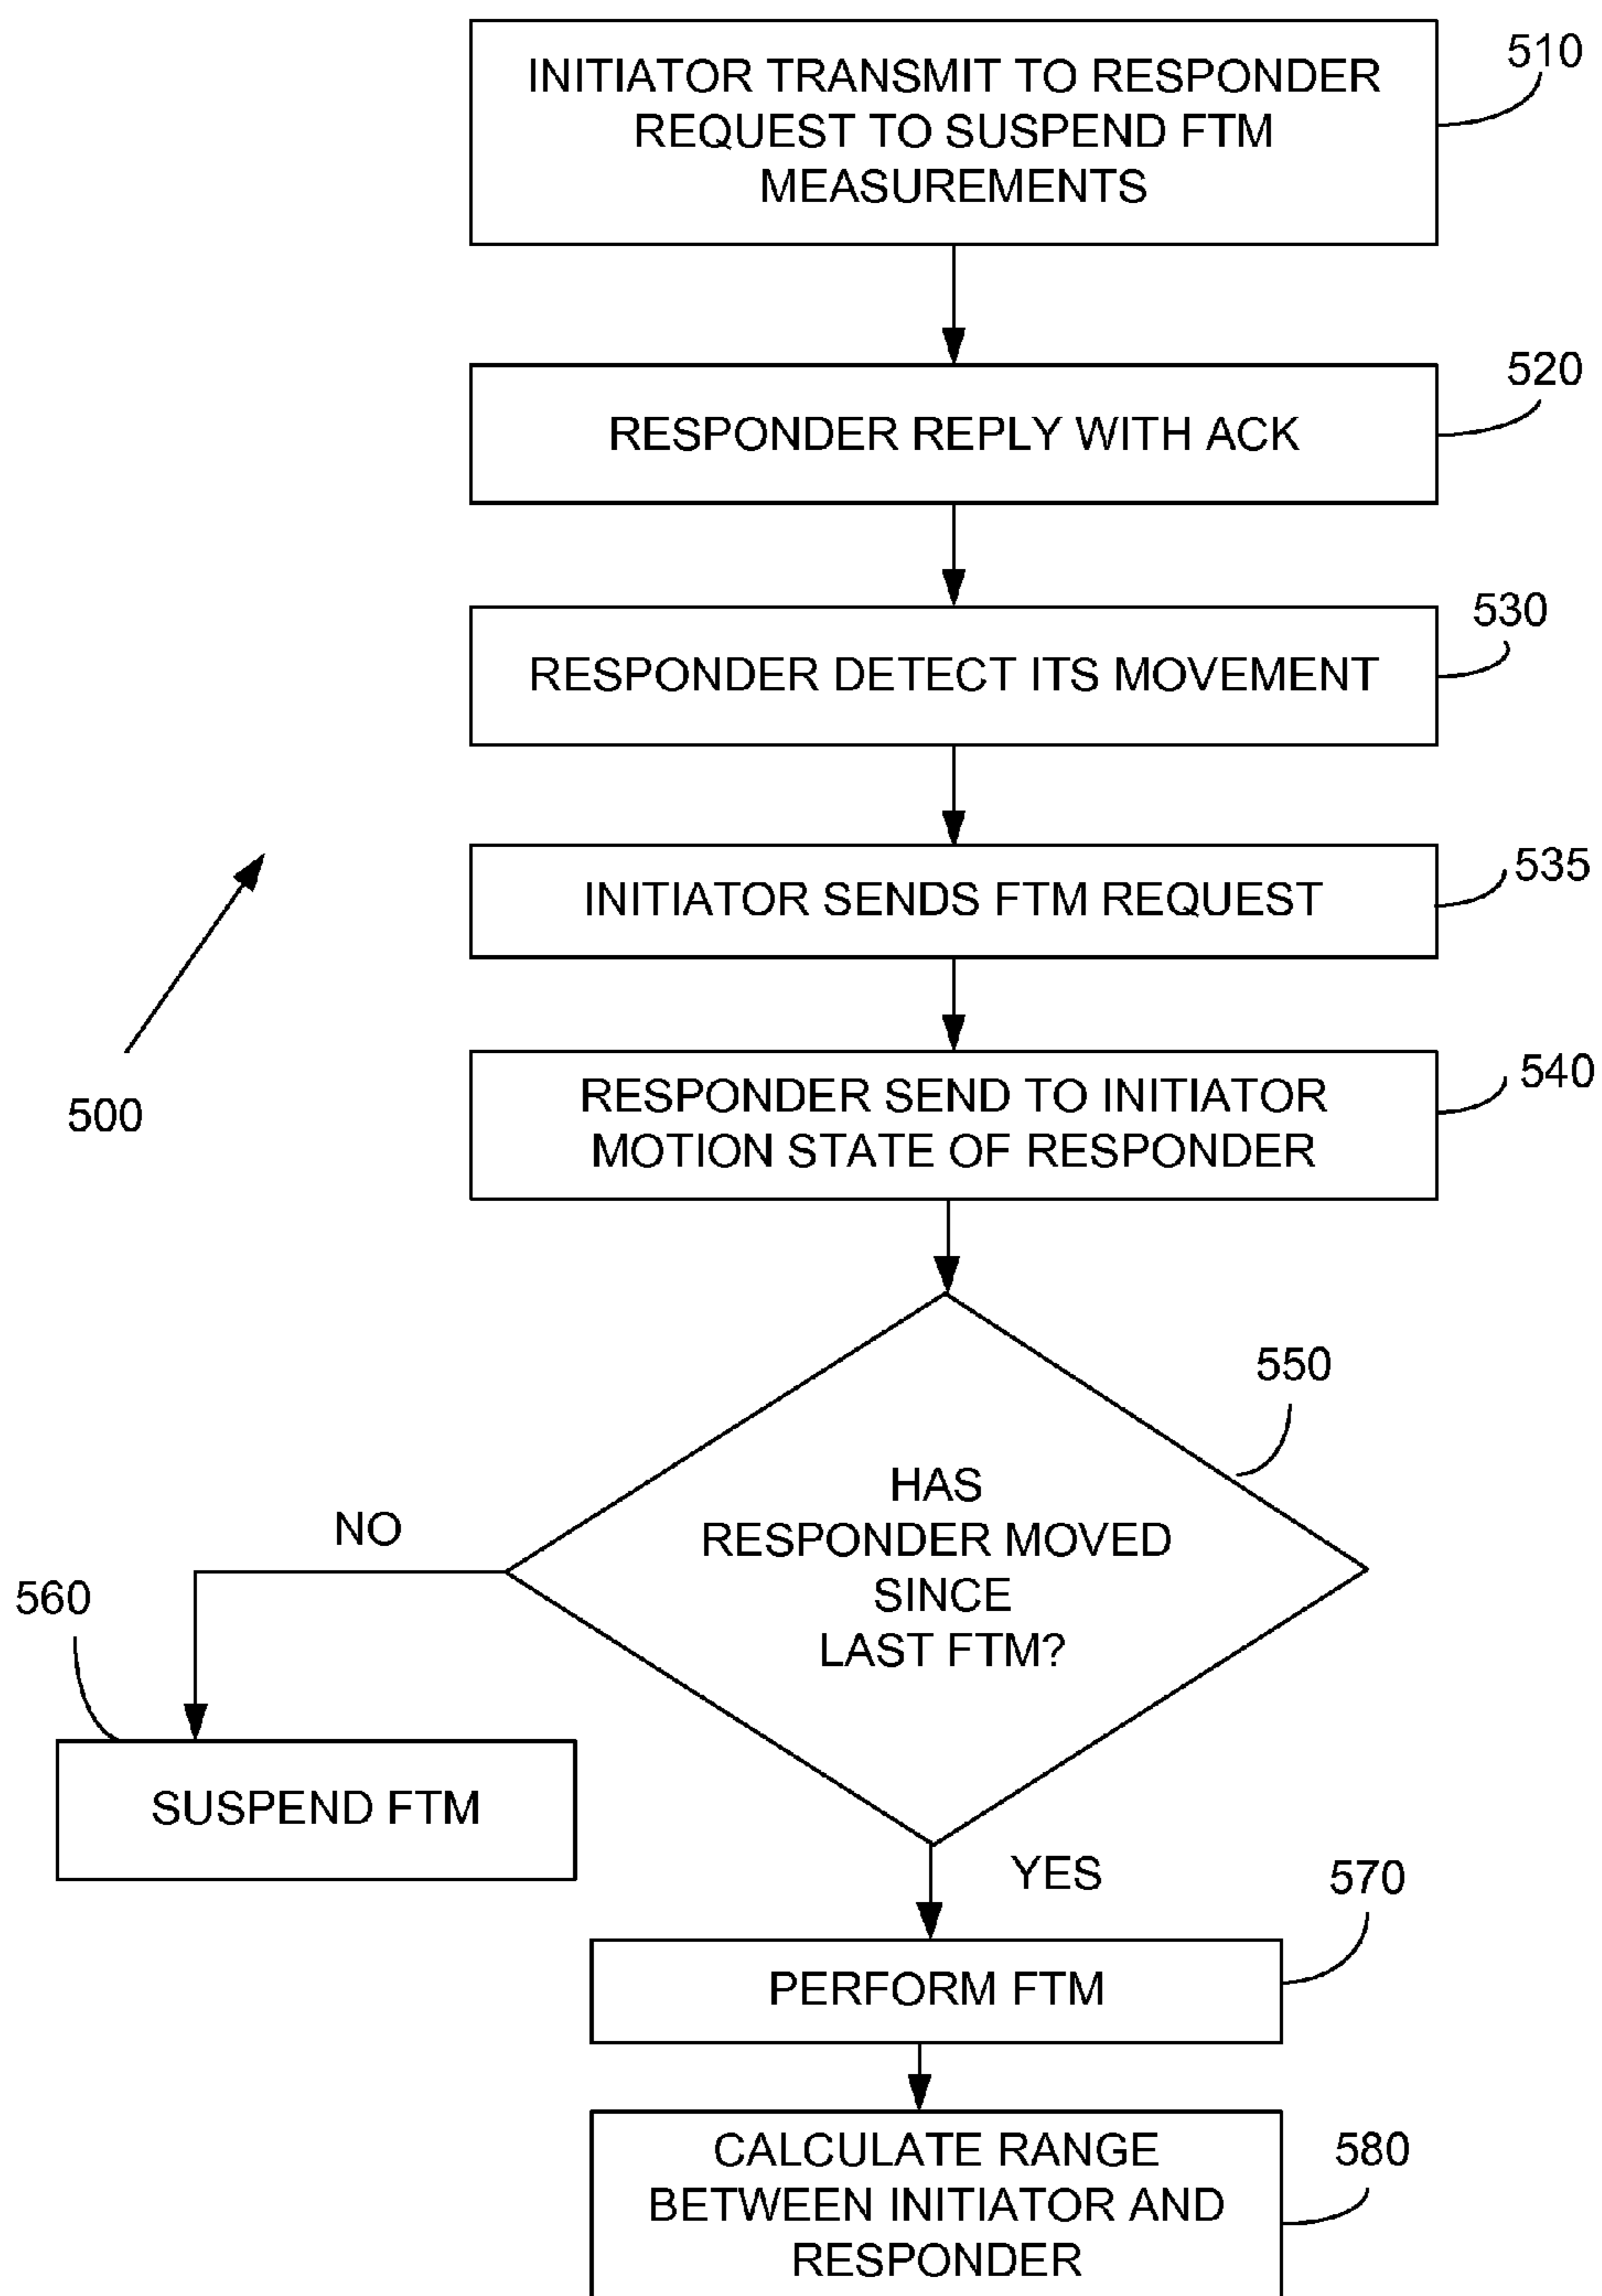 INITIATOR TRANSMIT TO RESPONDER
REQUEST TO SUSPEND FTM
MEASUREMENTS
510
RESPONDER REPLY WITH ACK
520
RESPONDER DETECT ITS MOVEMENT
530
INITIATOR SENDS FTM REQUEST
535
RESPONDER SEND TO INITIATOR
MOTION STATE OF RESPONDER
540
500
550
HAS
RESPONDER MOVED
SINCE
LAST FTM?
NO
560
SUSPEND FTM
YES
570
PERFORM FTM
CALCULATE RANGE
BETWEEN INITIATOR AND
RESPONDER
580